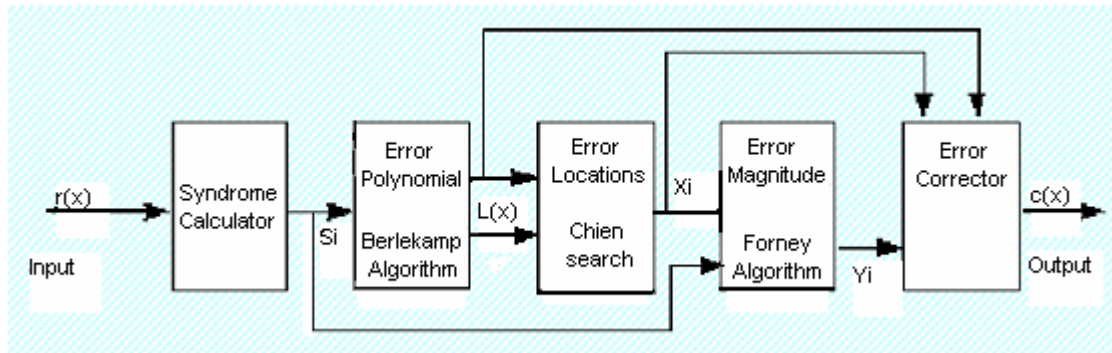 r(x)
Input
Syndrome
Calculator
Si
Error
Polynomial
Berlekamp
Algorithm
L(x)
Error
Locations
Chien
search
Xi
Error
Magnitude
Forney
Algorithm
Yi
Error
Corrector
c(x)
Output